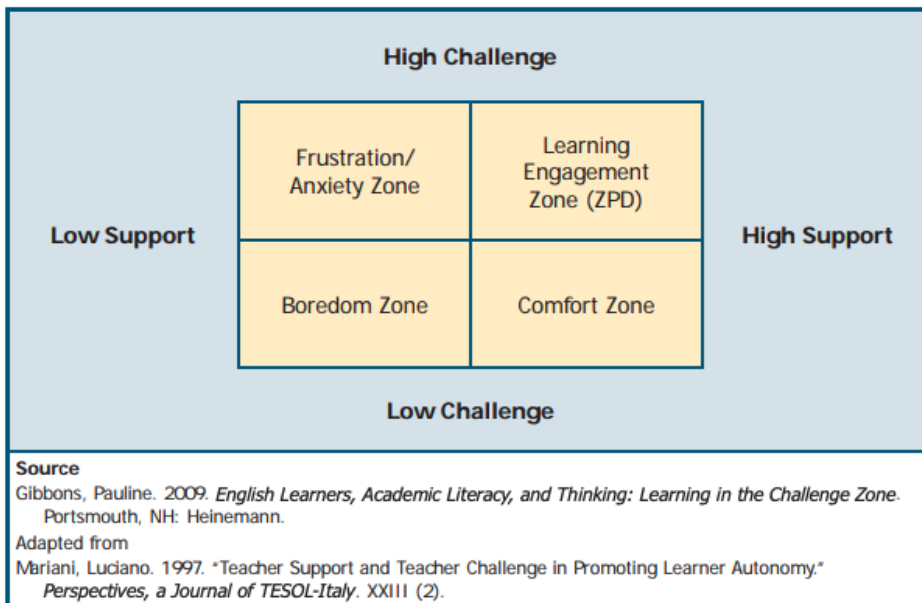 High Challenge
Frustration/
Anxiety Zone
Learning
Engagement
Zone (ZPD)
Low Support
High Support
Boredom Zone
Comfort Zone
Low Challenge
Source
Gibbons, Pauline. 2009. English Learners, Academic Literacy, and Thinking: Learning in the Challenge Zone.
Portsmouth, NH: Heinemann.
Adapted from
Mariani, Luciano. 1997. "Teacher Support and Teacher Challenge in Promoting Learner Autonomy."
Perspectives, a Journal of TESOL-Italy. XXIII (2).